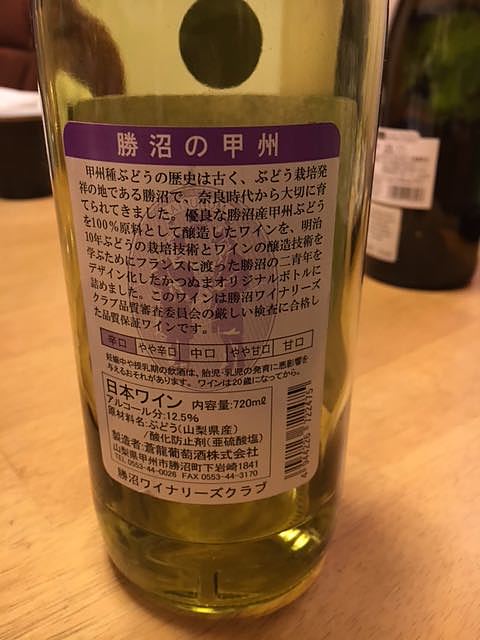 勝沼の甲州
甲州種ぶどうの歴史は古く、ぶどう栽培発
祥の地である勝沼で、奈良時代から大切に育
てられてきました。優良な勝沼産甲州ぶどう
を100%原料として醸造したワインを、明治
10年ぶどうの栽培技術とワインの醸造技術を
学ぶためにフランスに渡った勝沼の二青年を
デザイン化したかつぬまオリジナルボトルに
詰めました。このワインは勝沼ワイナリーズ
クラブ品質審査委員会の厳しい検査に合格し
た品質保証ワインです。
辛口 やや辛口 中口 やや甘口 甘口
妊娠中や授乳期の飲酒は、胎児・乳児の発育に悪影響を
与えるおそれがあります。ワインは20歳になってから。
日本ワイン 内容量:720ml
アルコール分:12.5%
原材料名:ぶどう(山梨県産)
/酸化防止剤(亜硫酸塩)
製造者:蒼龍葡萄酒株式会社
山梨県甲州市勝沼町下岩崎1841
TEL 0553-44-0026 FAX 0553-44-3170
勝沼ワイナリーズクラブ